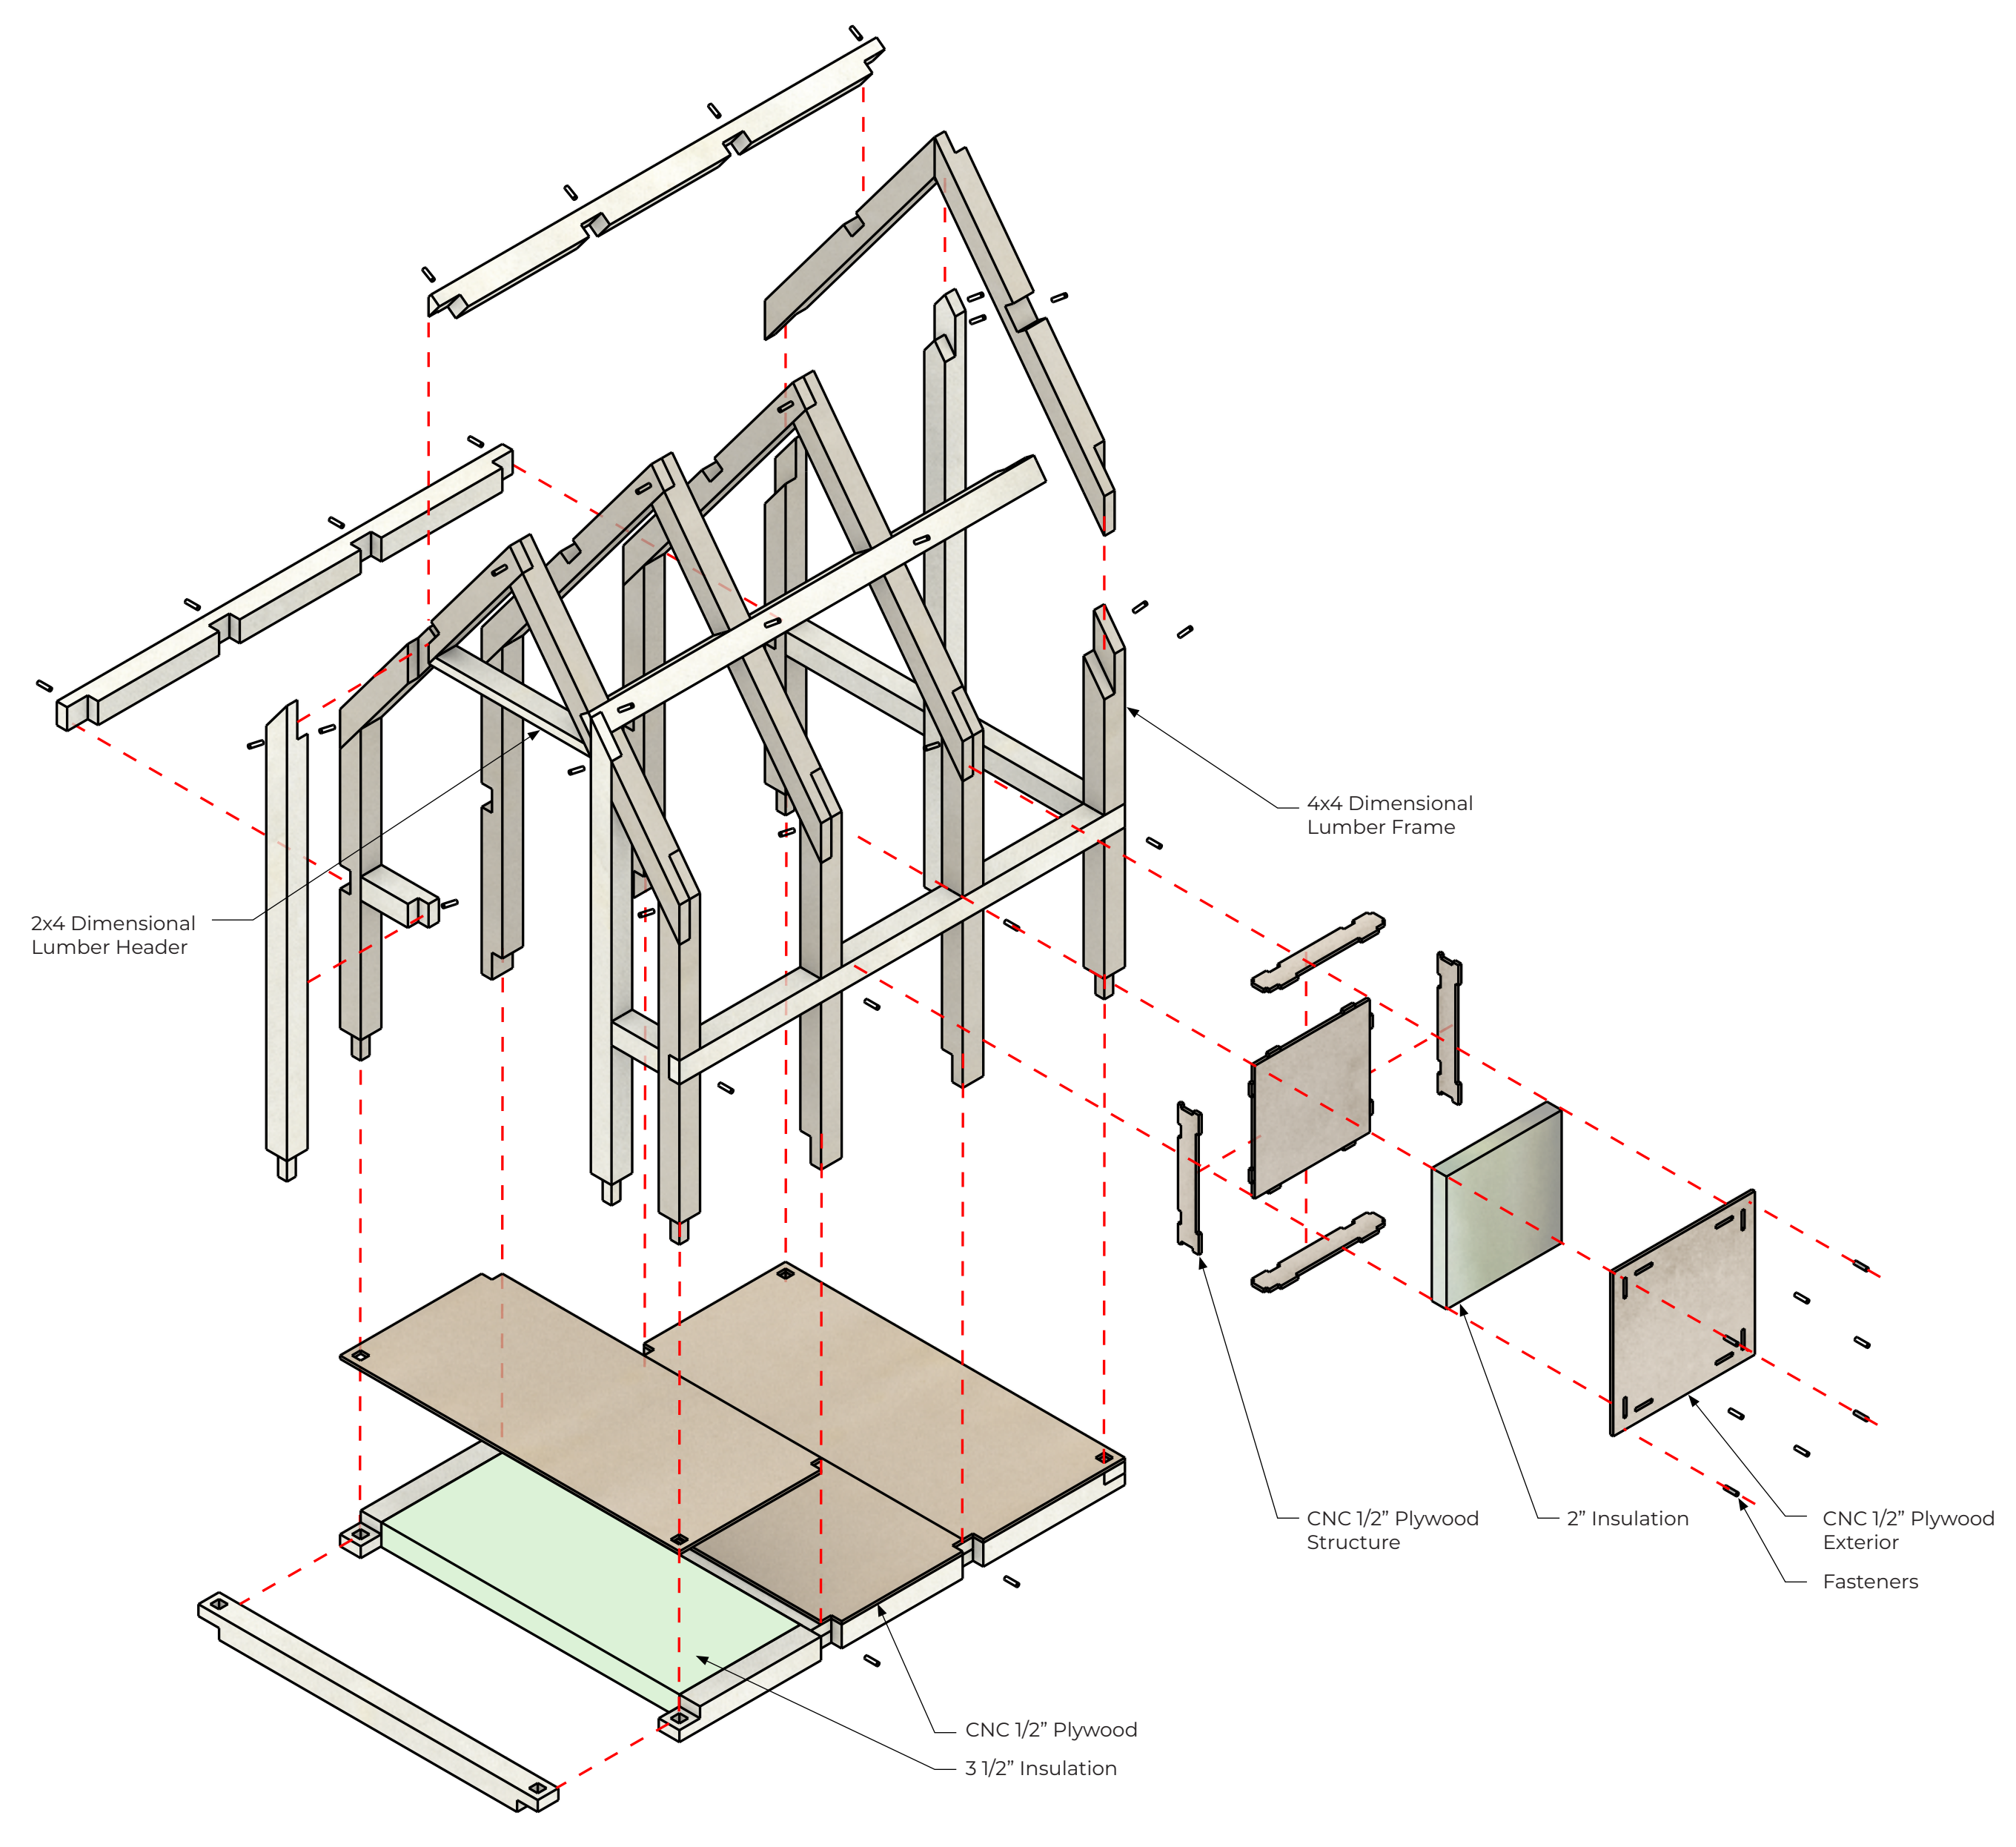 4x4 Dimensional
Lumber Frame
2x4 Dimensional
Lumber Header
CNC 1/2” Plywood
Structure
2” Insulation
CNC 1/2” Plywood
Exterior
Fasteners
CNC 1/2” Plywood
3 1/2” Insulation